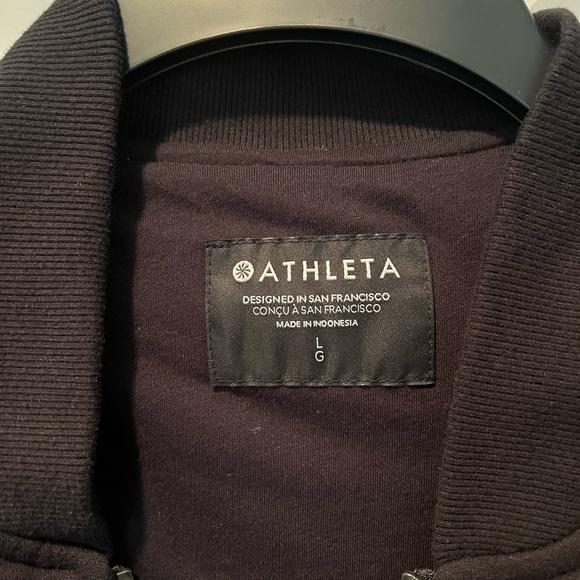 ATHLETA
DESIGNED IN SAN FRANCISCO
CONÇU À SAN FRANCISCO
MADE IN INDONESIA
L
G